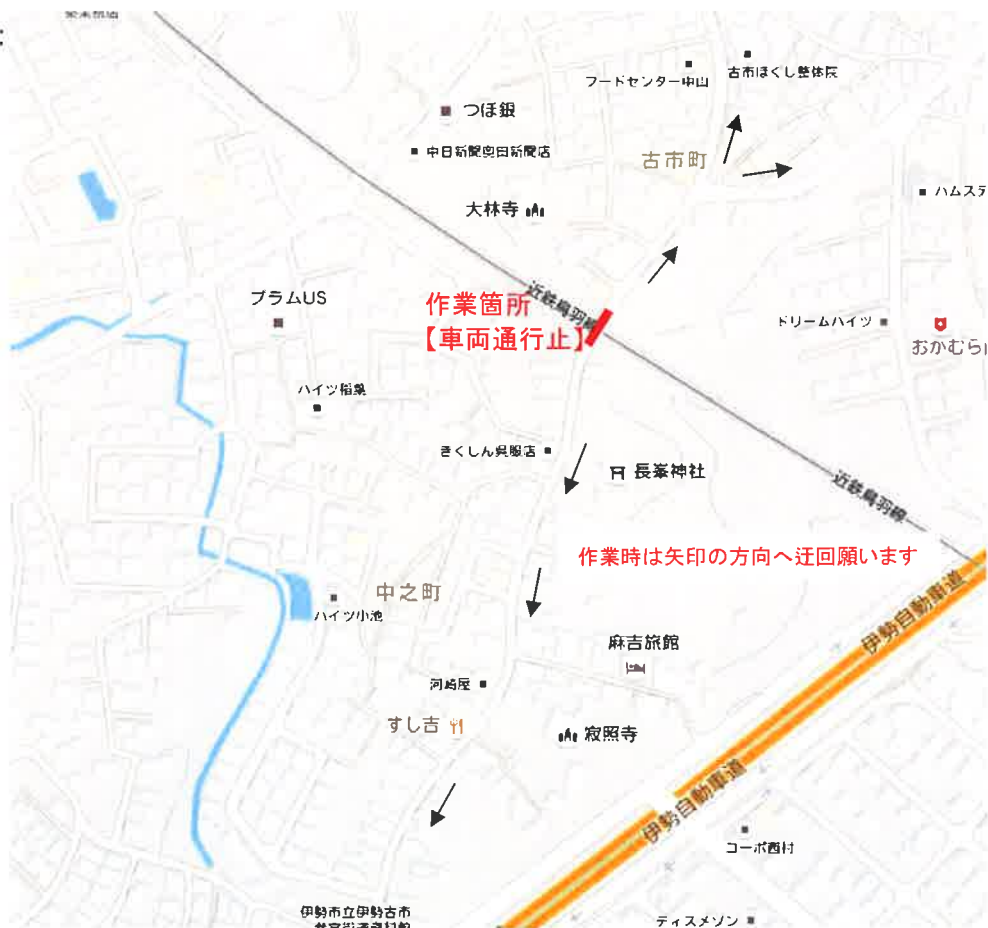 フードセンター中山
古市ほぐし整体院
つぼ銀
中日新聞奥田新聞店
古市町
ハムステ
大林寺
プラムUS
作業箇所
【車両通行止】
近鉄鳥羽線
ドリームハイツ
おかむら
ハイツ稲葉
きくしん呉服店
長峯神社
近鉄鳥羽線
作業時は矢印の方向へ迂回願います
中之町
ハイツ小池
伊勢自動車道
麻吉旅館
河崎屋
すし吉
寂照寺
伊勢自動車道
コーポ西村
伊勢市立伊勢古市
ディスメゾン